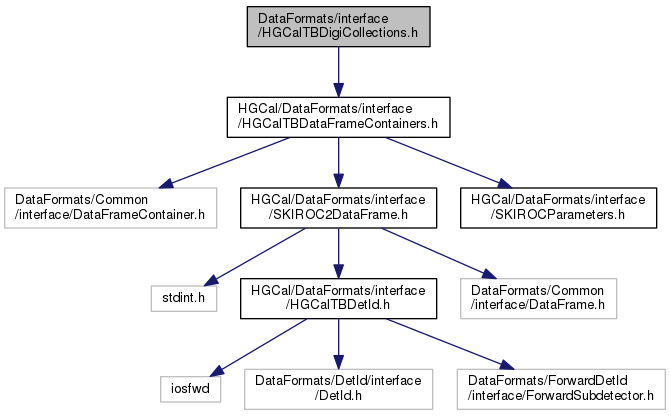 DataFormats/interface
/HGCalTBDigiCollections.h
HGCal/DataFormats/interface
/HGCalTBDataFrameContainers.h
DataFormats/Common
/interface/DataFrameContainer.h
HGCal/DataFormats/interface
/SKIROC2DataFrame.h
HGCal/DataFormats/interface
/SKIROCParameters.h
stdint.h
HGCal/DataFormats/interface
/HGCalTBDetId.h
DataFormats/Common
/interface/DataFrame.h
iosfwd
DataFormats/DetId/interface
/DetId.h
DataFormats/ForwardDetId
/interface/ForwardSubdetector.h